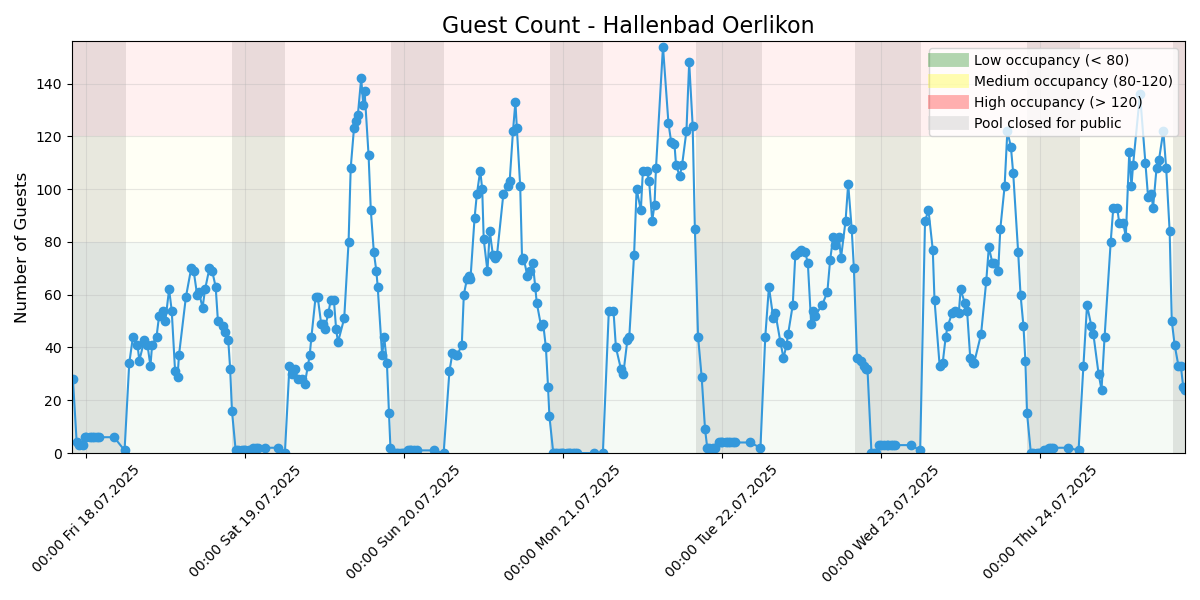 Guest Count - Hallenbad Oerlikon
Low occupancy (< 80)
Medium occupancy (80-120)
High occupancy (> 120)
Pool closed for public
Number of Guests
140
120
100
80
60
40
20
0
00:00 Fri 18.07.2025
00:00 Sat 19.07.2025
00:00 Sun 20.07.2025
00:00 Mon 21.07.2025
00:00 Tue 22.07.2025
00:00 Wed 23.07.2025
00:00 Thu 24.07.2025